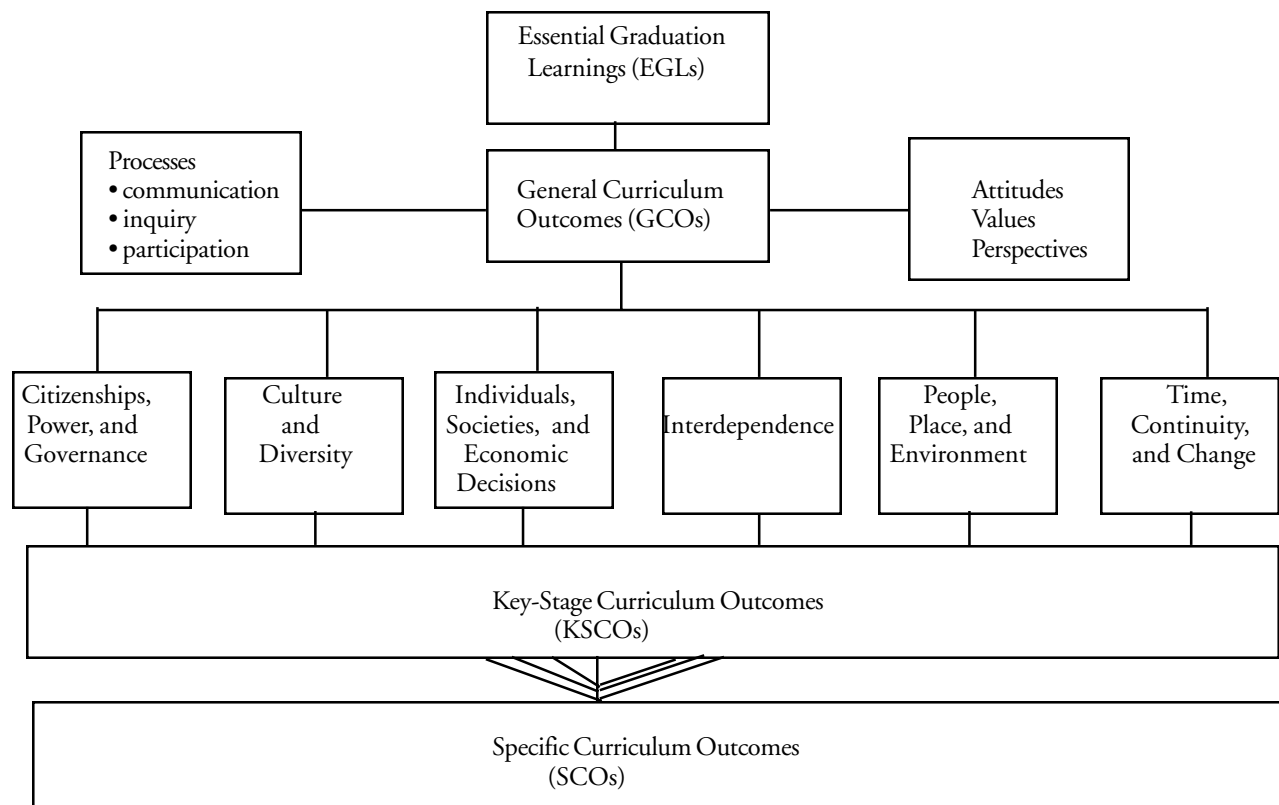 Essential Graduation
Learnings (EGLs)
Processes
• communication
• inquiry
• participation
General Curriculum
Outcomes (GCOs)
Attitudes
Values
Perspectives
Citizenships,
Power, and
Governance
Culture
and
Diversity
Individuals,
Societies, and
Economic
Decisions
Interdependence
People,
Place, and
Environment
Time,
Continuity,
and Change
Key-Stage Curriculum Outcomes
(KSCOs)
Specific Curriculum Outcomes
(SCOs)